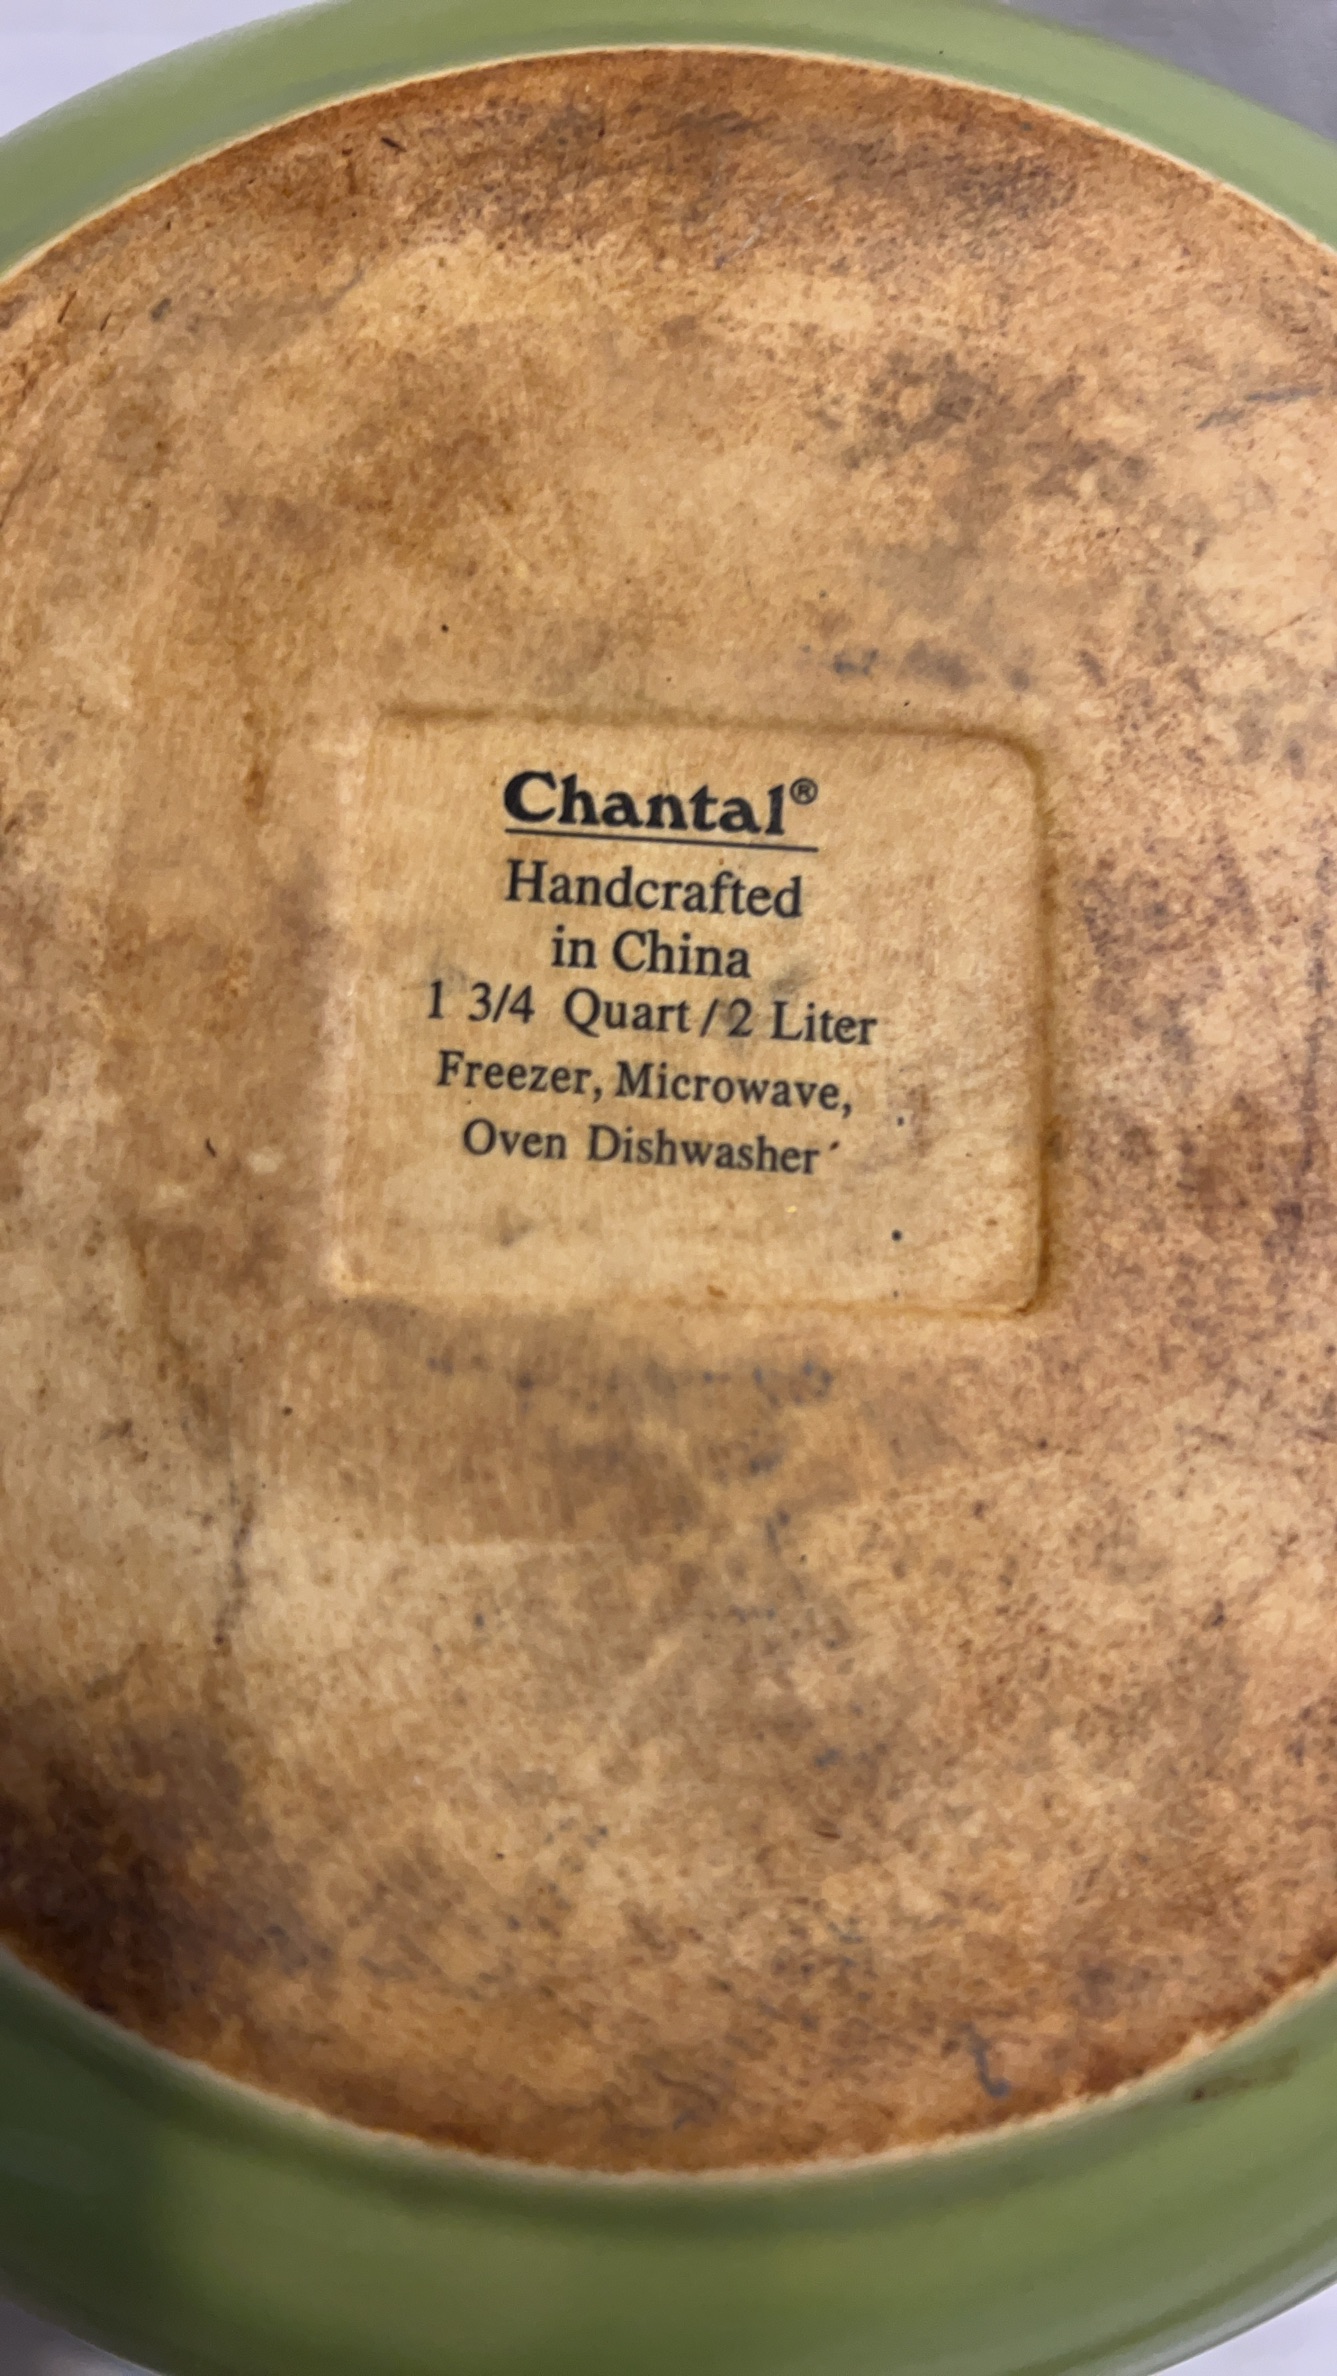 Chantal®
Handcrafted
in China
1 3/4 Quart / 2 Liter
Freezer, Microwave,
Oven Dishwasher